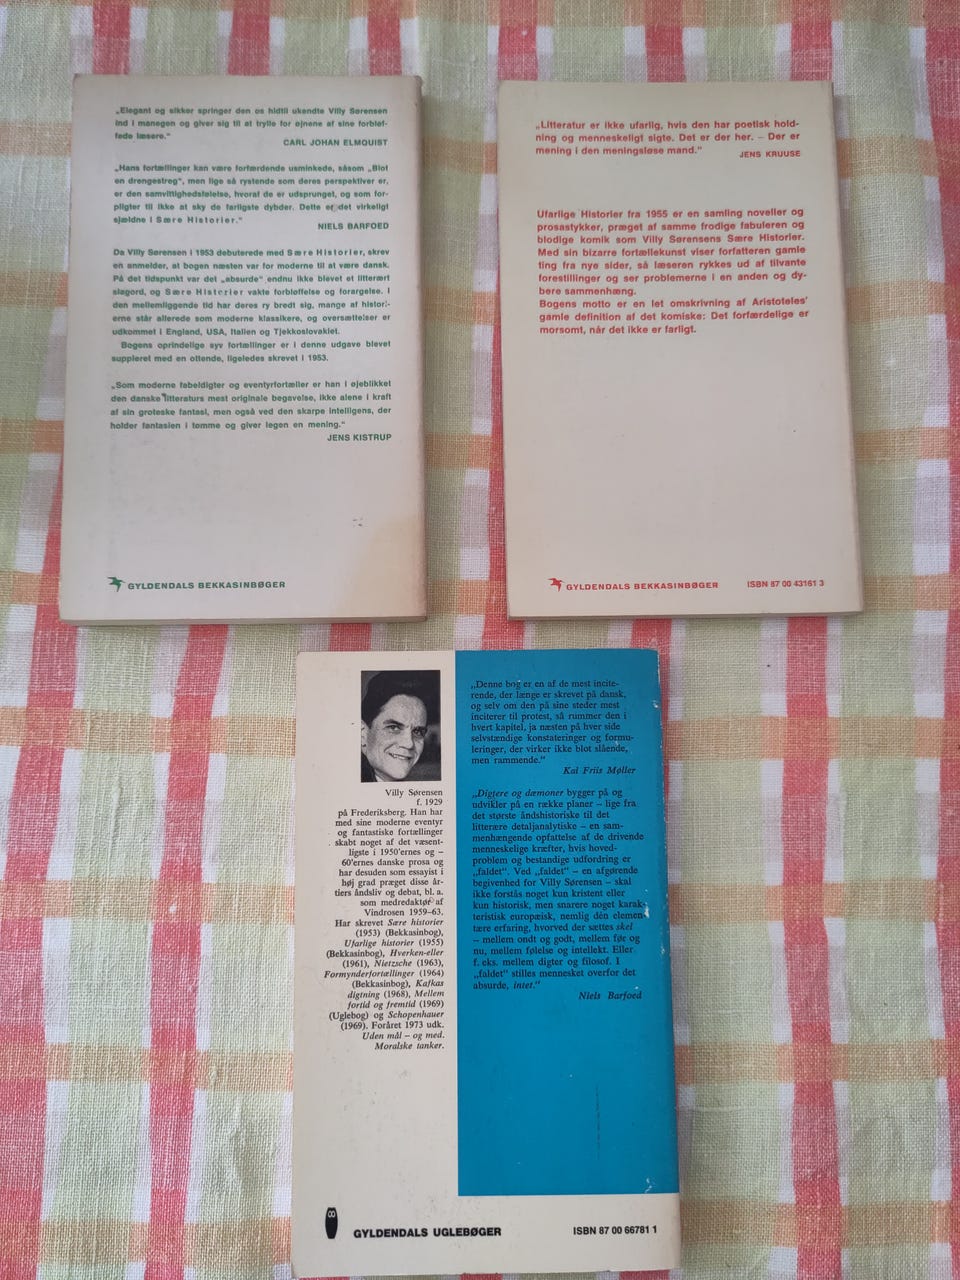 „Elegant og sikker springer den os hidtil ukendte Villy Sørensen
ind i manegen og giver sig til at trylle for øjnene af sine forbløf-
fede læsere.“
CARL JOHAN ELMQUIST
„Hans fortællinger kan være forfærdende usminkede, såsom „Blot
en drengestreg“, men lige så rystende som deres perspektiver er,
er den samvittighedsfølelse, hvoraf de er udsprunget, og som for-
pligter til ikke at sky de farligste dybder. Dette er det virkeligt
sjældne i Sære Historier.“
NIELS BARFOED
Da Villy Sørensen i 1953 debuterede med Sære Historier, skrev
en anmelder, at bogen næsten var for moderne til at være dansk.
På det tidspunkt var det „absurde“ endnu ikke blevet et litterært
slagord, og Sære Historier vakte forbløffelse og forargelse. I
den mellemliggende tid har deres ry bredt sig, mange af histori-
erne står allerede som moderne klassikere, og oversættelser er
udkommet i England, USA, Italien og Tjekkoslovakiet.
Bogens oprindelige syv fortællinger er i denne udgave blevet
suppleret med en ottende, ligeledes skrevet i 1953.
„Som moderne fabeldigter og eventyrfortæller er han i øjeblikket
den danske litteraturs mest originale begavelse, ikke alene i kraft
af sin groteske fantasi, men også ved den skarpe intelligens, der
holder fantasien i tømme og giver legen en mening.“
JENS KISTRUP
GYLDENDALS BEKKASINBØGER
„Litteratur er ikke ufarlig, hvis den har poetisk hold-
ning og menneskeligt sigte. Det er der her. – Der er
mening i den meningsløse mand.“
JENS KRUUSE
Ufarlige Historier fra 1955 er en samling noveller og
prosastykker, præget af samme frodige fabuleren og
blodige komik som Villy Sørensens Sære Historier.
Med sin bizarre fortællekunst viser forfatteren gamle
ting fra nye sider, så læseren rykkes ud af tilvante
forestillinger og ser problemerne i en anden og dy-
bere sammenhæng.
Bogens motto er en let omskrivning af Aristoteles'
gamle definition af det komiske: Det forfærdelige er
morsomt, når det ikke er farligt.
GYLDENDALS BEKKASINBØGER
ISBN 87 00 43161 3
Villy Sørensen
f. 1929
på Frederiksberg. Han har
med sine moderne eventyr
og fantastiske fortællinger
skabt noget af det væsent-
ligste i 1950'ernes og –
60'ernes danske prosa og
har desuden som essayist i
høj grad præget disse år-
tiers åndsliv og debat, bl. a.
som medredaktør af
Vindrosen 1959–63.
Har skrevet Sære historier
(1953) (Bekkasinbog),
Ufarlige historier (1955)
(Bekkasinbog), Hverken-eller
(1961), Nietzsche (1963),
Formynderfortællinger (1964)
(Bekkasinbog), Kafkas
digtning (1968), Mellem
fortid og fremtid (1969)
(Uglebog) og Schopenhauer
(1969). Foråret 1973 udk.
Uden mål – og med.
Moralske tanker.
„Denne bog er en af de mest incite-
rende, der længe er skrevet på dansk,
og selv om den på sine steder mest
inciterer til protest, så rummer den i
hvert kapitel, ja næsten på hver side
selvstændige konstateringer og formu-
leringer, der virker ikke blot slående,
men rammende.“
Kai Friis Møller
„Digtere og dæmoner bygger på og
udvikler på en række planer – lige fra
det største åndshistoriske til det
litterære detaljanalytiske – en sam-
menhængende opfattelse af de drivende
menneskelige kræfter, hvis hoved-
problem og bestandige udfordring er
„faldet“. Ved „faldet“ – en afgørende
begivenhed for Villy Sørensen – skal
ikke forstås noget kun kristent eller
kun historisk, men snarere noget karak-
teristisk europæisk, nemlig dén elemen-
tære erfaring, hvorved der sættes skel
– mellem ondt og godt, mellem før og
nu, mellem følelse og intellekt. Eller
f. eks. mellem digter og filosof. I
„faldet“ stilles mennesket overfor det
absurde, intet.“
Niels Barfoed
8
GYLDENDALS UGLEBØGER
ISBN 87 00 66781 1